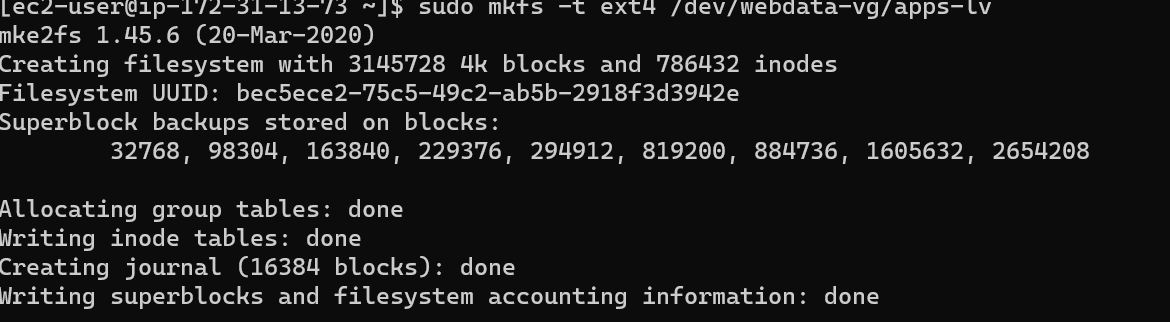 [ec2-user@ip-172-31-13-73 ~]$ sudo mkfs -t ext4 /dev/webdata-vg/apps-lv
mke2fs 1.45.6 (20-Mar-2020)
Creating filesystem with 3145728 4k blocks and 786432 inodes
Filesystem UUID: bec5ece2-75c5-49c2-ab5b-2918f3d3942e
Superblock backups stored on blocks:
32768, 98304, 163840, 229376, 294912, 819200, 884736, 1605632, 2654208
Allocating group tables: done
Writing inode tables: done
Creating journal (16384 blocks): done
Writing superblocks and filesystem accounting information: done